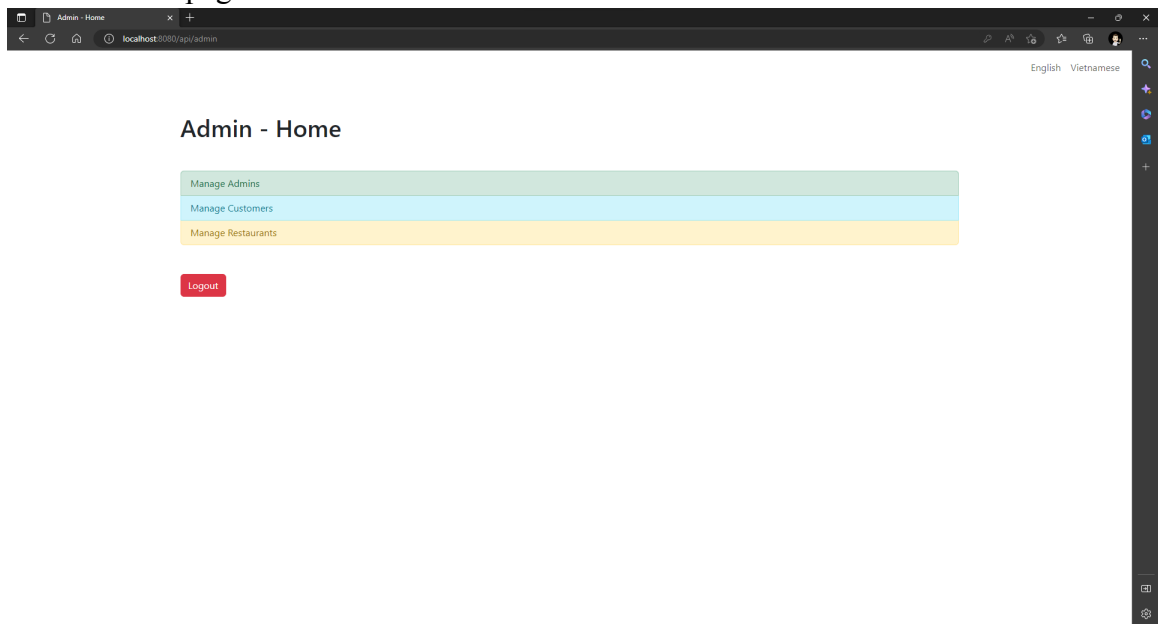 Admin - Home
localhost:8080/api/admin
English Vietnamese
Admin - Home
Manage Admins
Manage Customers
Manage Restaurants
Logout